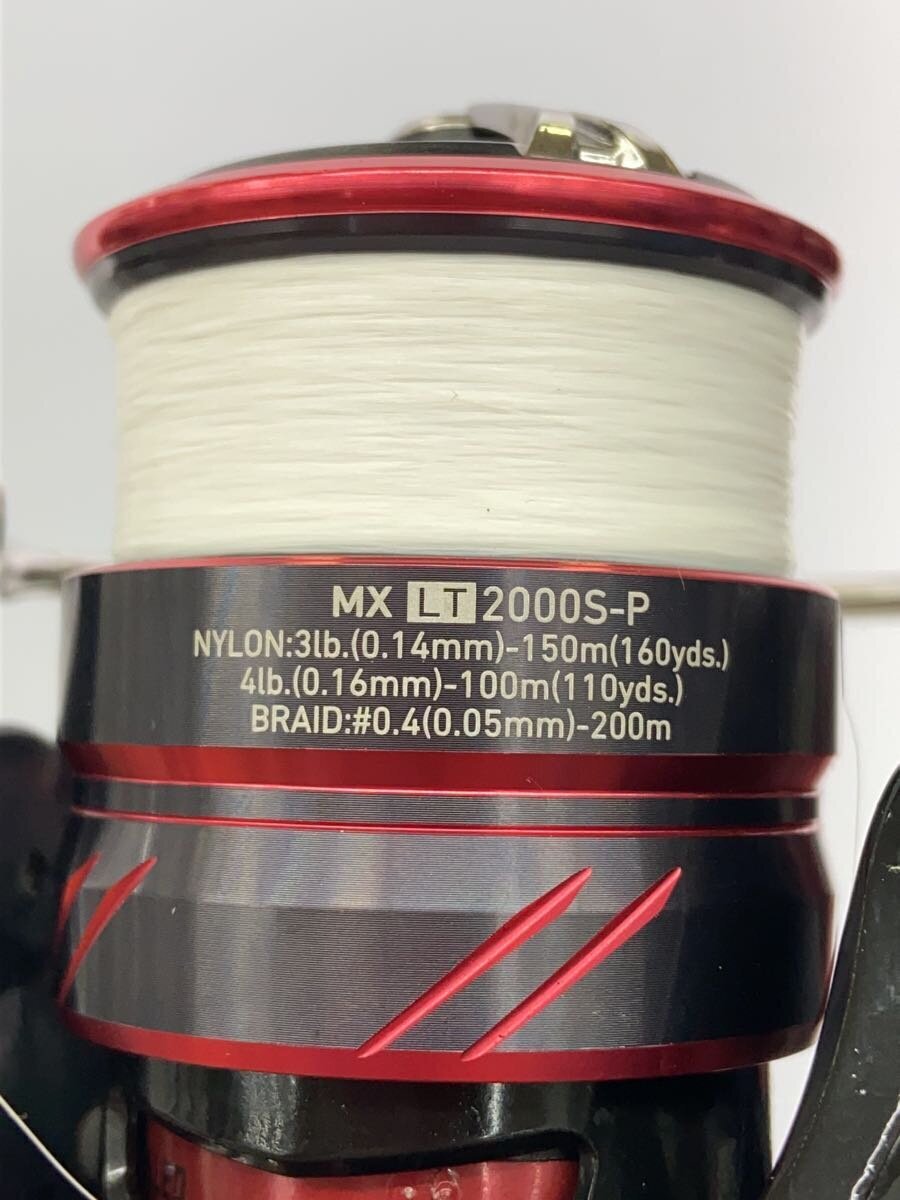 MX LT 2000S-P
NYLON:3lb.(0.14mm)-150m(160yds.)
4lb.(0.16mm)-100m(110yds.)
BRAID:#0.4(0.05mm)-200m